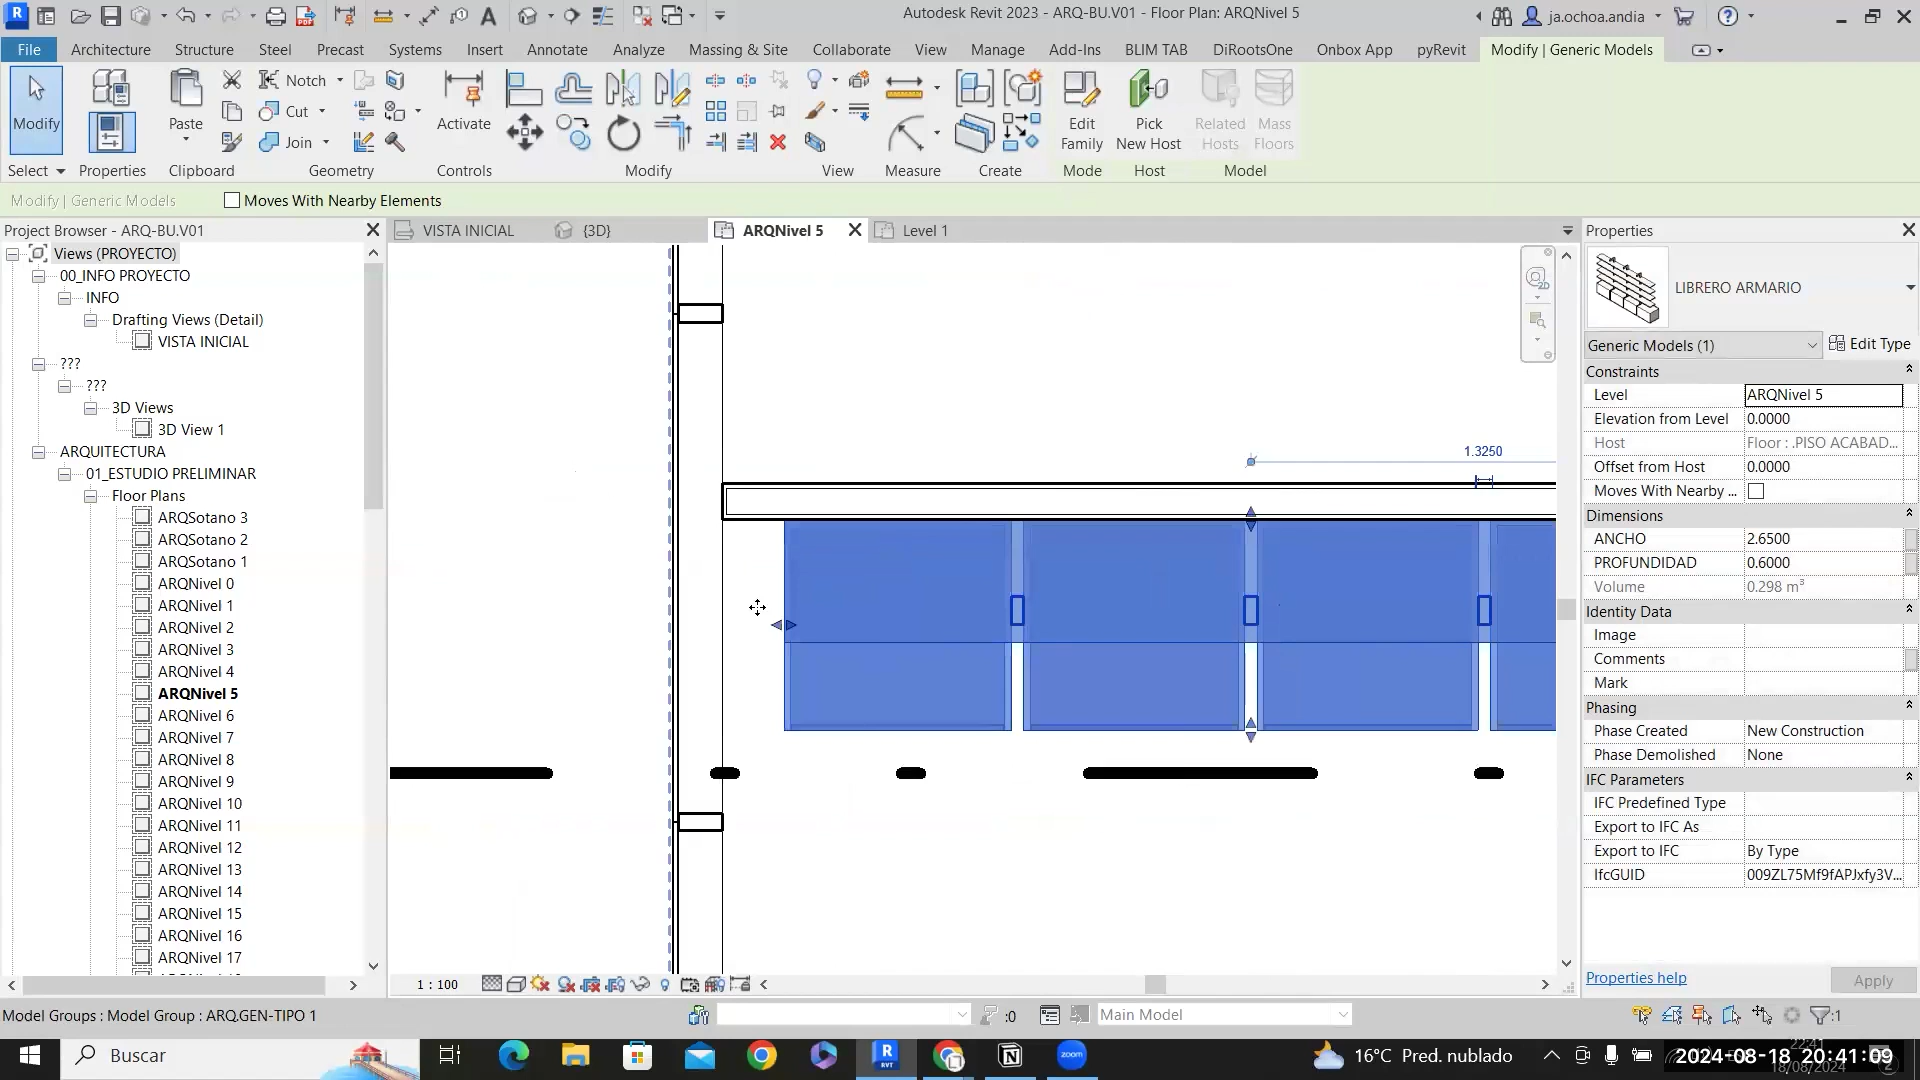 Autodesk Revit 2023 - ARQ-BU.V01 - Floor Plan: ARQNivel 5
ja.ochoa.andia
File Architecture Structure Steel Precast Systems Insert Annotate Analyze Massing & Site Collaborate View Manage Add-Ins BLIM TAB DiRootsOne Onbox App pyRevit Modify | Generic Models
Modify Paste Notch Cut Join Activate Edit Family Pick New Host Related Hosts Mass Floors
Select Properties Clipboard Geometry Controls Modify View Measure Create Mode Host Model
Modify | Generic Models Moves With Nearby Elements
Project Browser - ARQ-BU.V01
VISTA INICIAL {3D} ARQNivel 5 Level 1
Views (PROYECTO)
00_INFO PROYECTO
INFO
Drafting Views (Detail)
VISTA INICIAL
???
???
3D Views
3D View 1
ARQUITECTURA
01_ESTUDIO PRELIMINAR
Floor Plans
ARQSotano 3
ARQSotano 2
ARQSotano 1
ARQNivel 0
ARQNivel 1
ARQNivel 2
ARQNivel 3
ARQNivel 4
ARQNivel 5
ARQNivel 6
ARQNivel 7
ARQNivel 8
ARQNivel 9
ARQNivel 10
ARQNivel 11
ARQNivel 12
ARQNivel 13
ARQNivel 14
ARQNivel 15
ARQNivel 16
ARQNivel 17
1.3250
Properties
LIBRERO ARMARIO
Generic Models (1) Edit Type
Constraints
Level ARQNivel 5
Elevation from Level 0.0000
Host Floor : .PISO ACABAD...
Offset from Host 0.0000
Moves With Nearby ...
Dimensions
ANCHO 2.6500
PROFUNDIDAD 0.6000
Volume 0.298 m³
Identity Data
Image
Comments
Mark
Phasing
Phase Created New Construction
Phase Demolished None
IFC Parameters
IFC Predefined Type
Export to IFC As
Export to IFC By Type
IfcGUID 009ZL75Mf9fAPJxfy3V...
Properties help Apply
1 : 100
Model Groups : Model Group : ARQ.GEN-TIPO 1 :0 Main Model :1
Buscar 16°C Pred. nublado
2024-08-18 20:41:09
22:41
18/08/2024